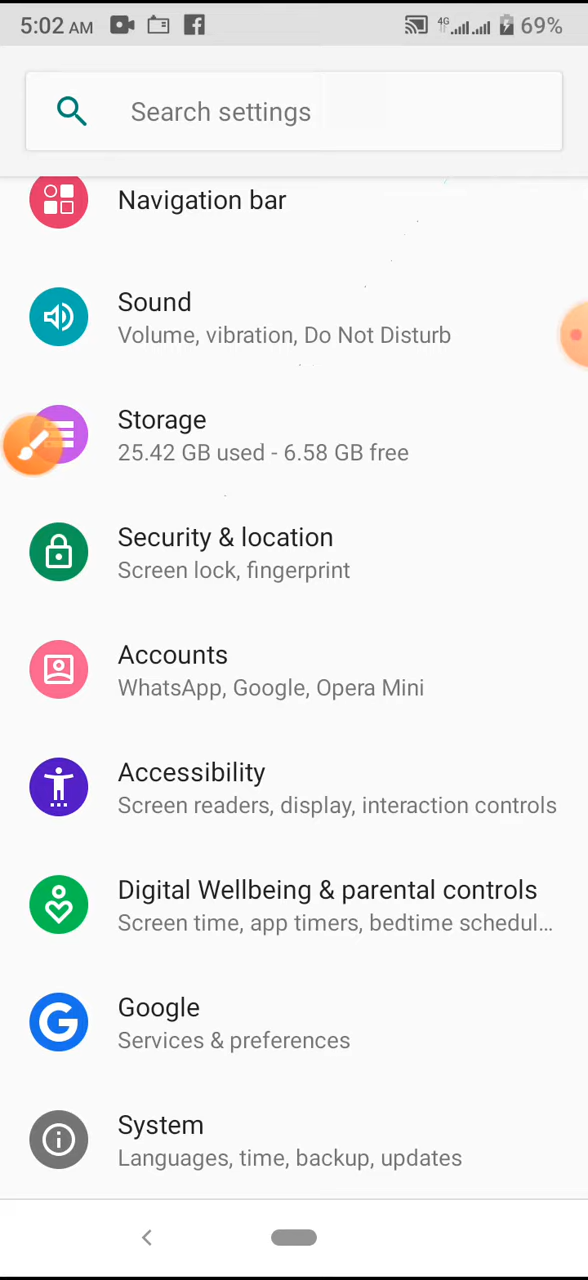 5:02 AM 4G 69%
Search settings
Navigation bar
Sound
Volume, vibration, Do Not Disturb
Storage
25.42 GB used - 6.58 GB free
Security & location
Screen lock, fingerprint
Accounts
WhatsApp, Google, Opera Mini
Accessibility
Screen readers, display, interaction controls
Digital Wellbeing & parental controls
Screen time, app timers, bedtime schedul...
Google
Services & preferences
System
Languages, time, backup, updates